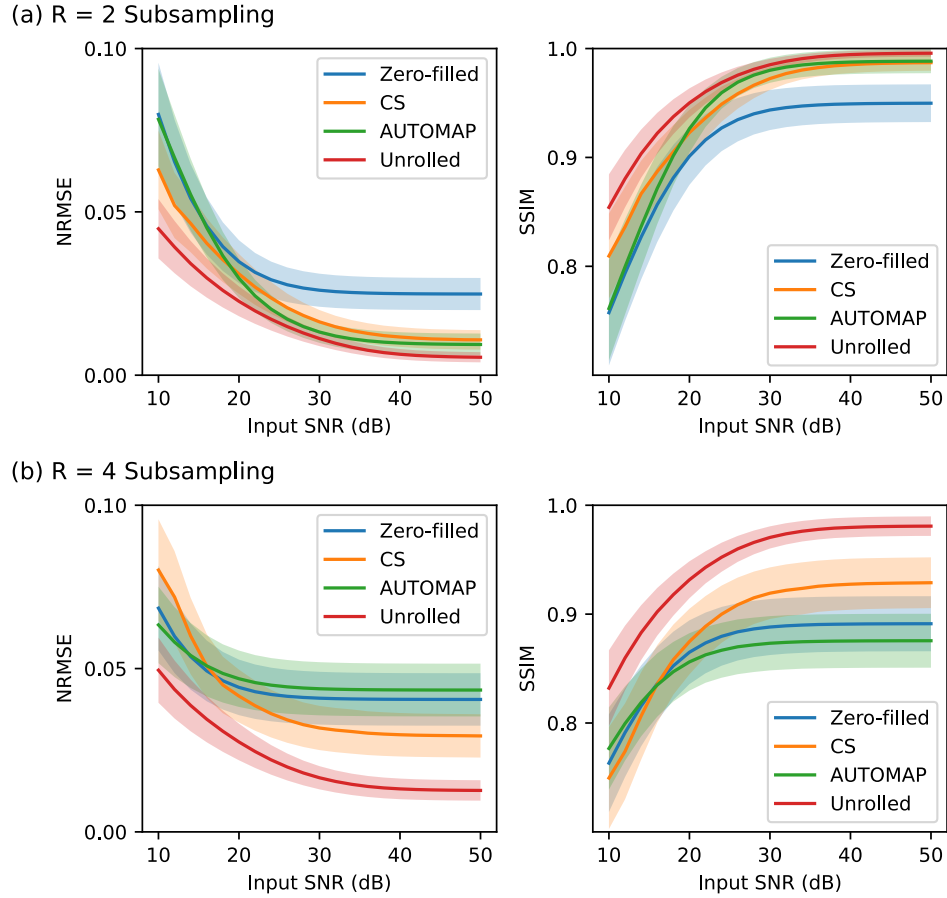 (a) R = 2 Subsampling
0.10
0.05
0.00
NRMSE
Zero-filled
CS
AUTOMAP
Unrolled
10 20 30 40 50
Input SNR (dB)
1.0
0.9
0.8
SSIM
Zero-filled
CS
AUTOMAP
Unrolled
10 20 30 40 50
Input SNR (dB)
(b) R = 4 Subsampling
0.10
0.05
0.00
NRMSE
Zero-filled
CS
AUTOMAP
Unrolled
10 20 30 40 50
Input SNR (dB)
1.0
0.9
0.8
SSIM
Zero-filled
CS
AUTOMAP
Unrolled
10 20 30 40 50
Input SNR (dB)